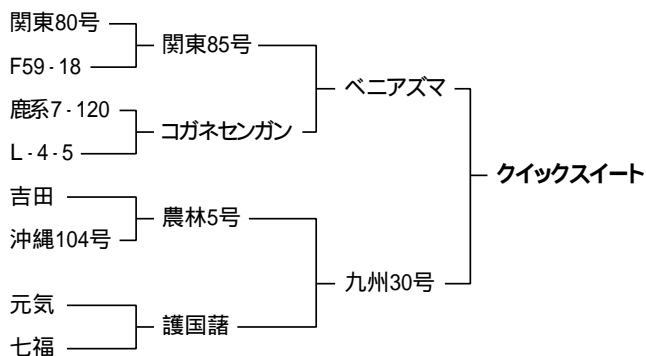 関東80号
関東85号
F59-18
ベニアズマ
鹿系7-120
コガネセンガン
L-4-5
クイックスイート
吉田
農林5号
沖縄104号
九州30号
元気
護国藷
七福